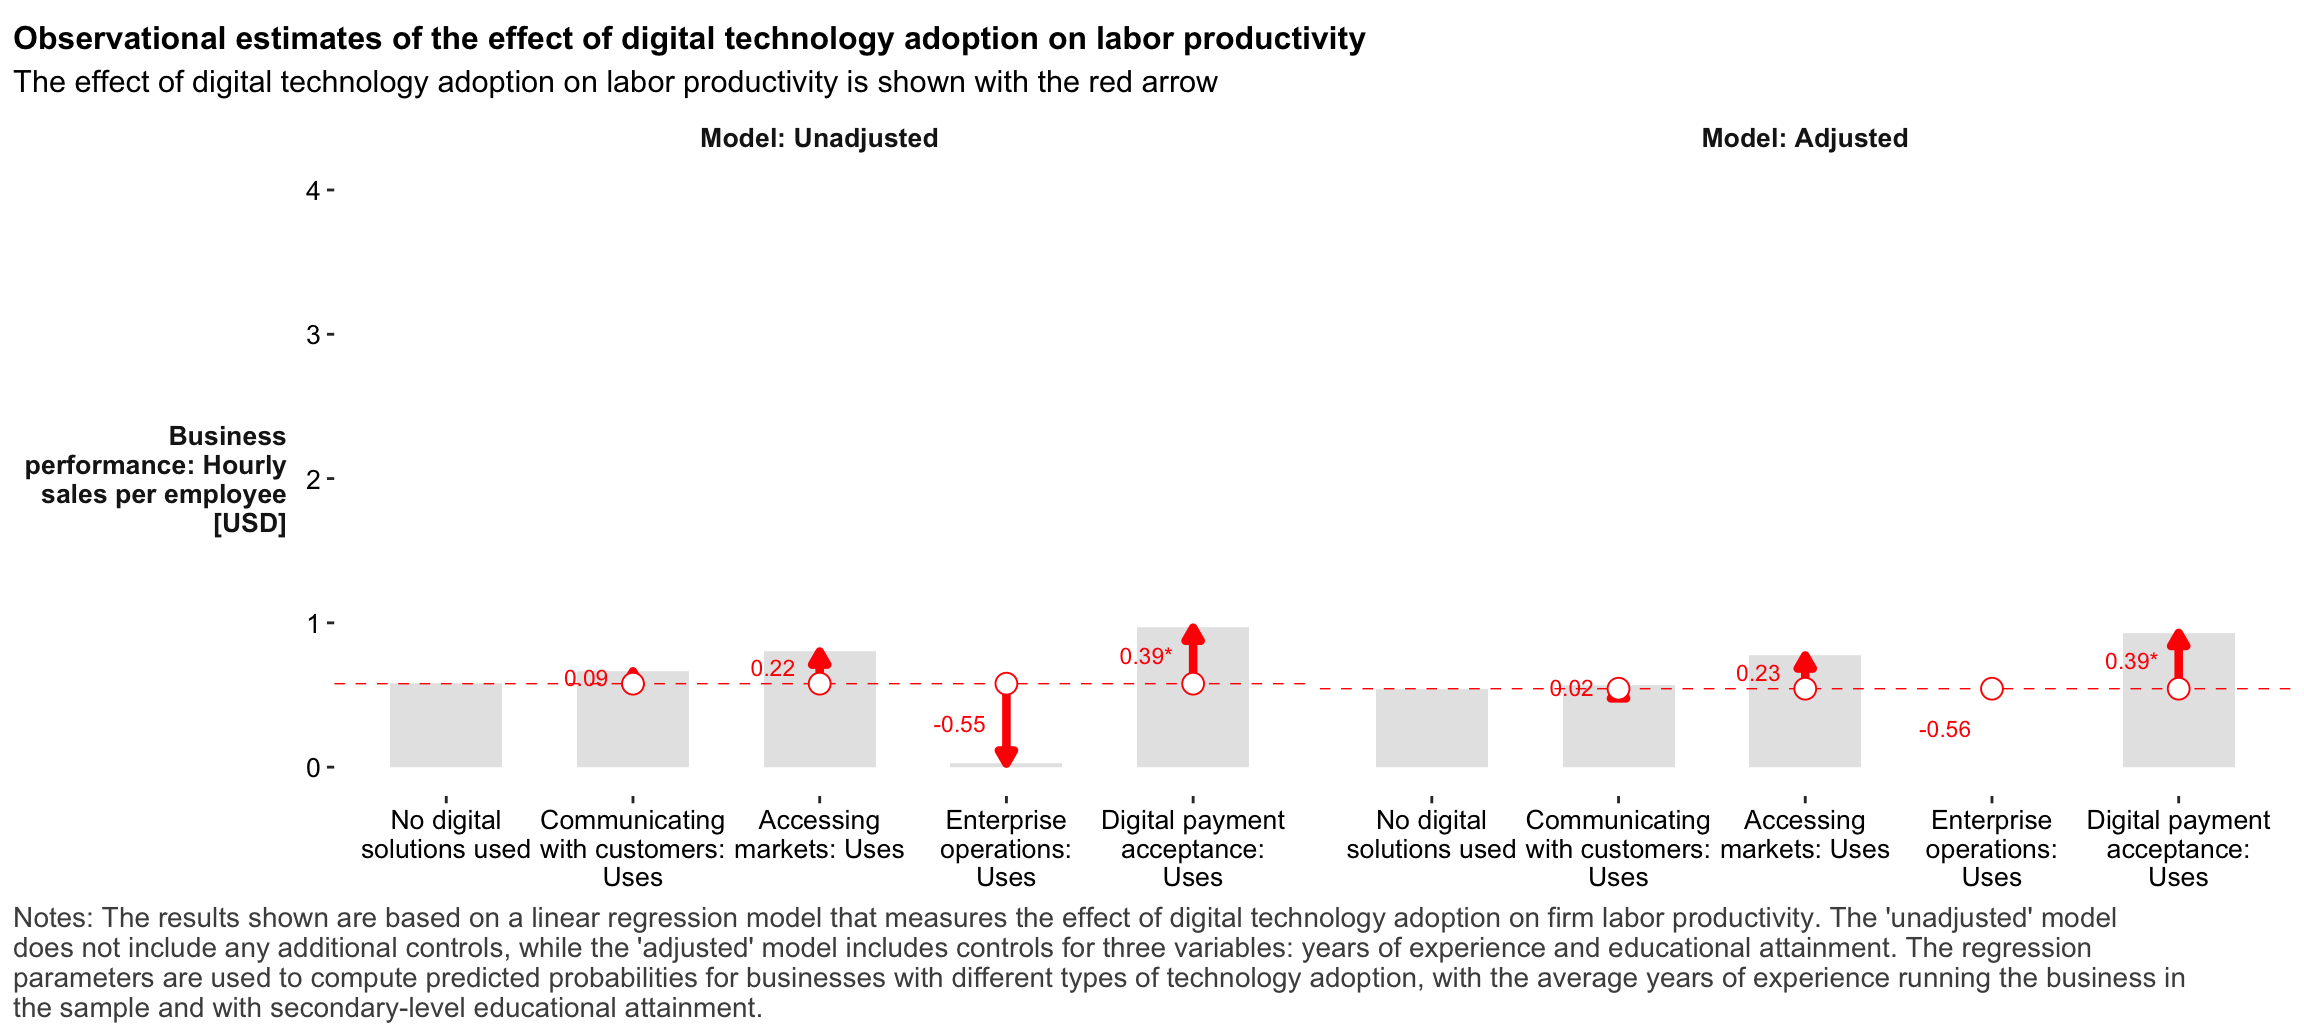 Observational estimates of the effect of digital technology adoption on labor productivity
The effect of digital technology adoption on labor productivity is shown with the red arrow
Model: Unadjusted
Model: Adjusted
Business
performance: Hourly
sales per employee
[USD]
4
3
2
1
0
0.09
0.22
-0.55
0.39*
0.02
0.23
-0.56
0.39*
No digital
solutions used
Communicating
with customers:
Uses
Accessing
markets: Uses
Enterprise
operations:
Uses
Digital payment
acceptance:
Uses
No digital
solutions used
Communicating
with customers:
Uses
Accessing
markets: Uses
Enterprise
operations:
Uses
Digital payment
acceptance:
Uses
Notes: The results shown are based on a linear regression model that measures the effect of digital technology adoption on firm labor productivity. The 'unadjusted' model
does not include any additional controls, while the 'adjusted' model includes controls for three variables: years of experience and educational attainment. The regression
parameters are used to compute predicted probabilities for businesses with different types of technology adoption, with the average years of experience running the business in
the sample and with secondary-level educational attainment.